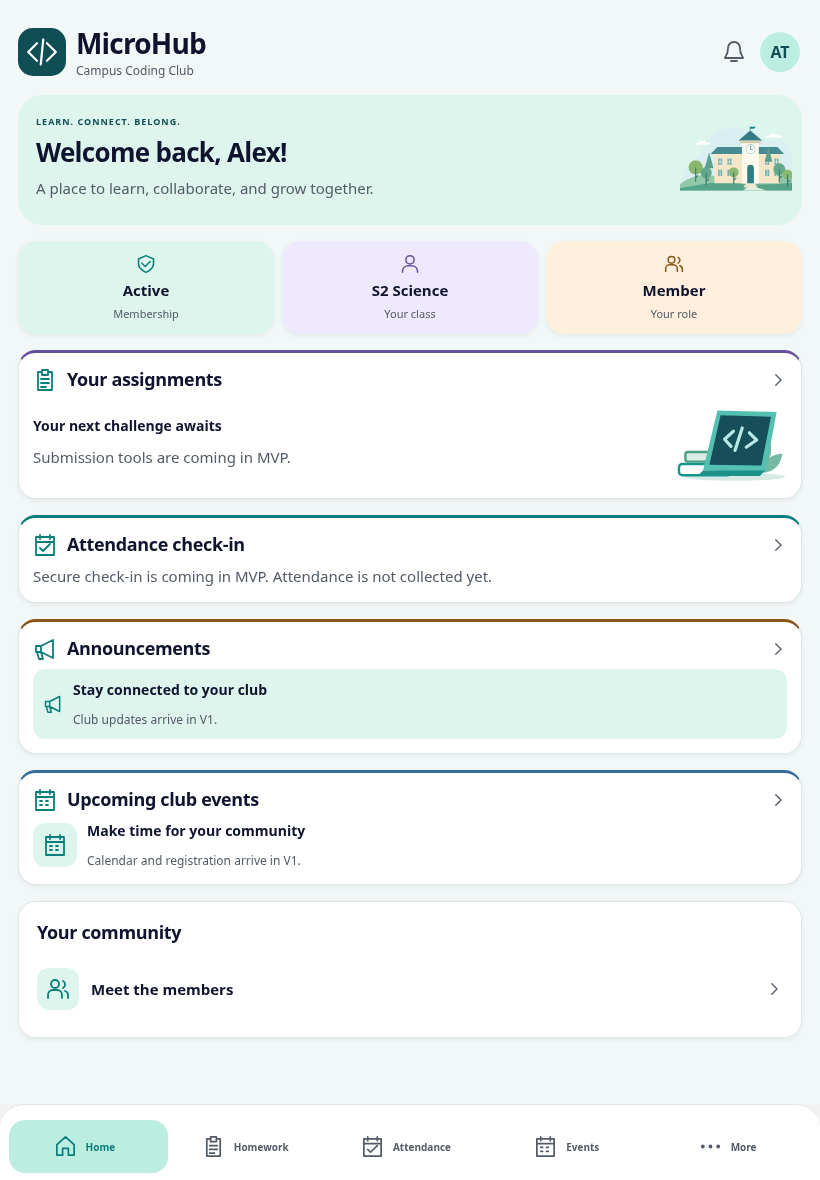 MicroHub
Campus Coding Club
AT
LEARN. CONNECT. BELONG.
Welcome back, Alex!
A place to learn, collaborate, and grow together.
Active
Membership
S2 Science
Your class
Member
Your role
Your assignments
Your next challenge awaits
Submission tools are coming in MVP.
</>
Attendance check-in
Secure check-in is coming in MVP. Attendance is not collected yet.
Announcements
Stay connected to your club
Club updates arrive in V1.
Upcoming club events
Make time for your community
Calendar and registration arrive in V1.
Your community
Meet the members
Home
Homework
Attendance
Events
More